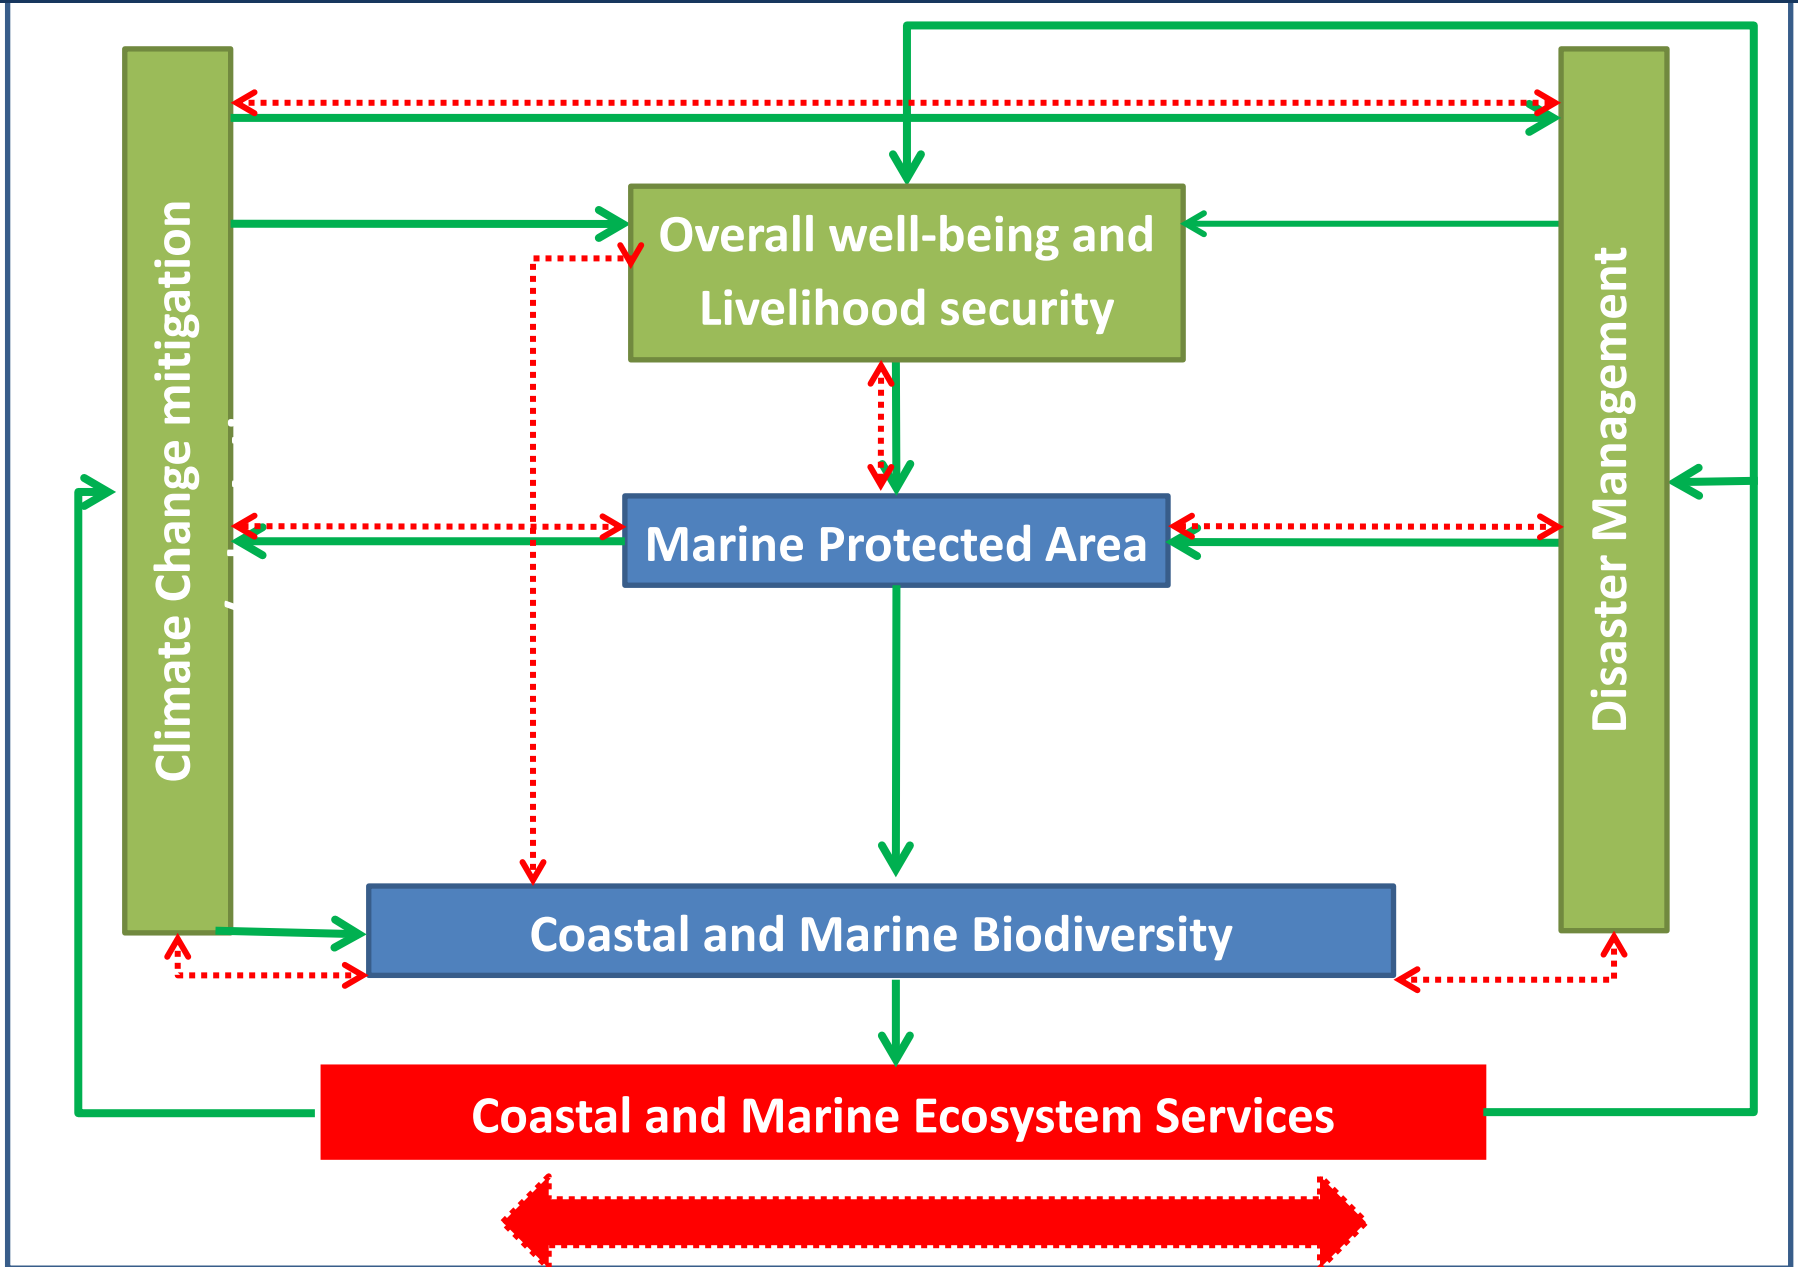 Climate Change mitigation
Overall well-being and
Livelihood security
Disaster Management
Marine Protected Area
Coastal and Marine Biodiversity
Coastal and Marine Ecosystem Services